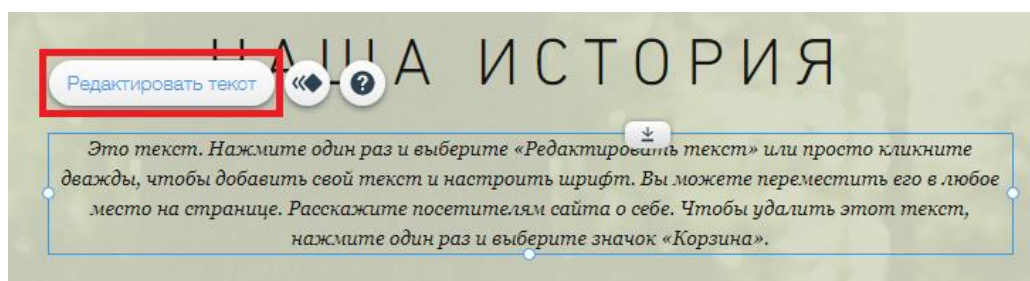 НАША ИСТОРИЯ
Редактировать текст
Это текст. Нажмите один раз и выберите «Редактировать текст» или просто кликните
дважды, чтобы добавить свой текст и настроить шрифт. Вы можете переместить его в любое
место на странице. Расскажите посетителям сайта о себе. Чтобы удалить этот текст,
нажмите один раз и выберите значок «Корзина».